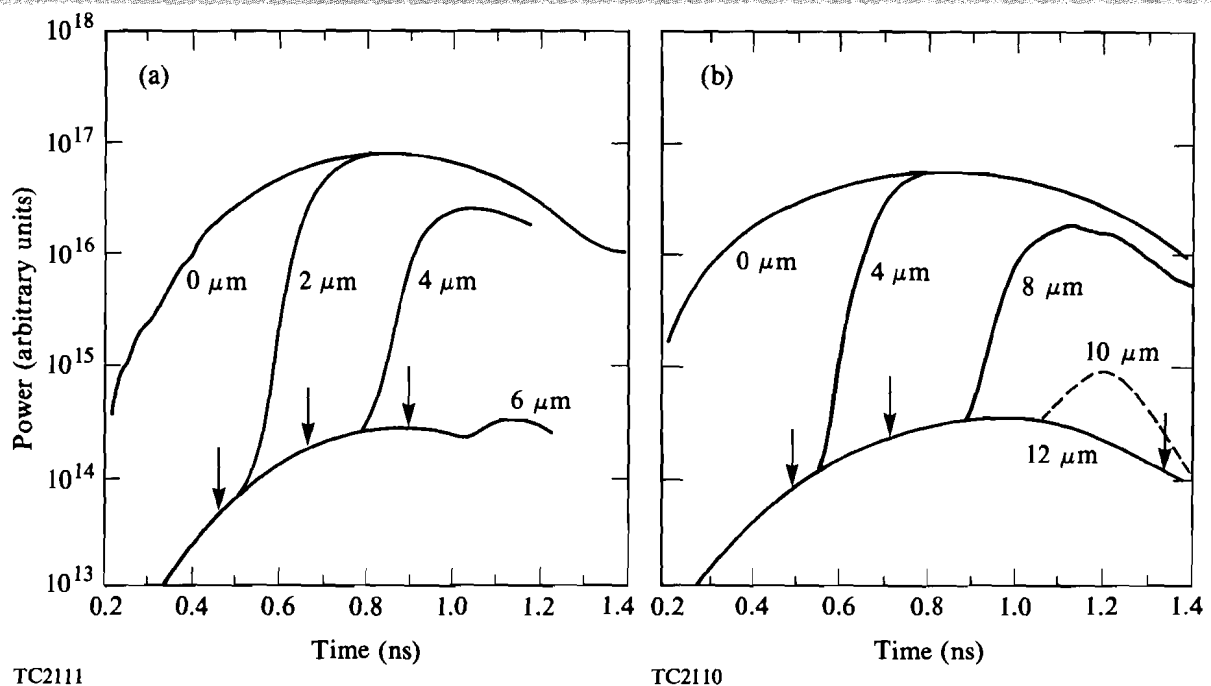 10^18
10^17
10^16
10^15
10^14
10^13
Power (arbitrary units)
(a)
0 μm
2 μm
4 μm
6 μm
0.2 0.4 0.6 0.8 1.0 1.2 1.4
Time (ns)
TC2111
(b)
0 μm
4 μm
8 μm
10 μm
12 μm
0.2 0.4 0.6 0.8 1.0 1.2 1.4
Time (ns)
TC2110